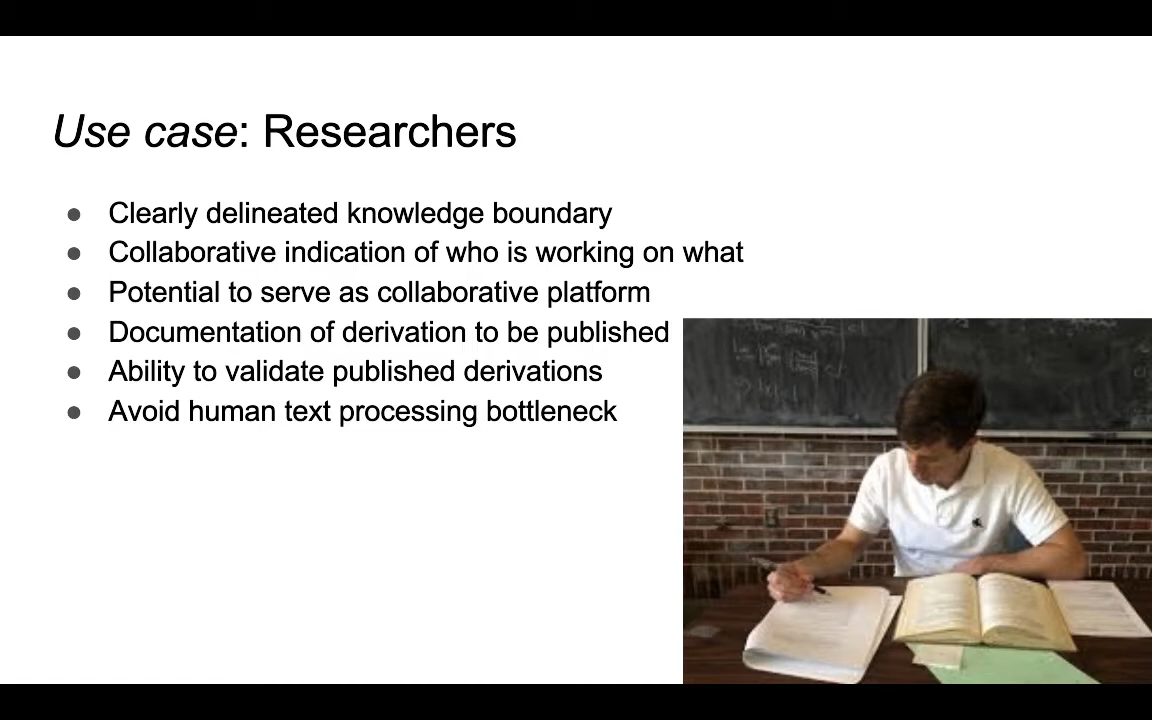 Use case: Researchers
● Clearly delineated knowledge boundary
● Collaborative indication of who is working on what
● Potential to serve as collaborative platform
● Documentation of derivation to be published
● Ability to validate published derivations
● Avoid human text processing bottleneck